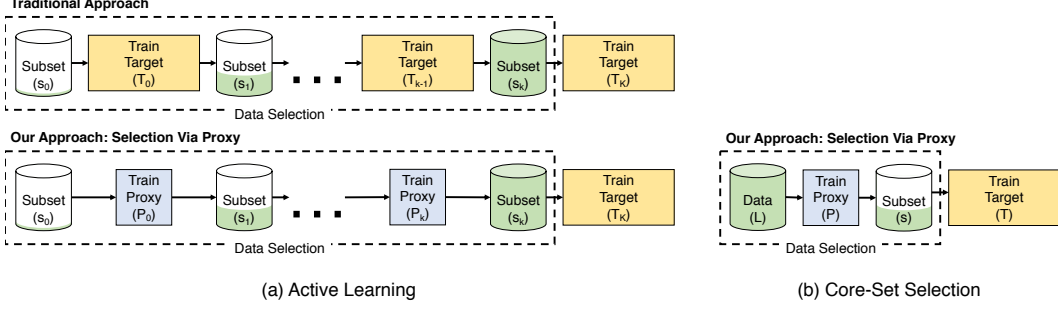 Traditional Approach
Subset
(s0)
Train
Target
(T0)
Subset
(s1)
Train
Target
(Tk-1)
Subset
(sk)
Train
Target
(TK)
Data Selection
Our Approach: Selection Via Proxy
Subset
(s0)
Train
Proxy
(P0)
Subset
(s1)
Train
Proxy
(Pk)
Subset
(sk)
Train
Target
(TK)
Data Selection
(a) Active Learning
Our Approach: Selection Via Proxy
Data
(L)
Train
Proxy
(P)
Subset
(s)
Train
Target
(T)
Data Selection
(b) Core-Set Selection